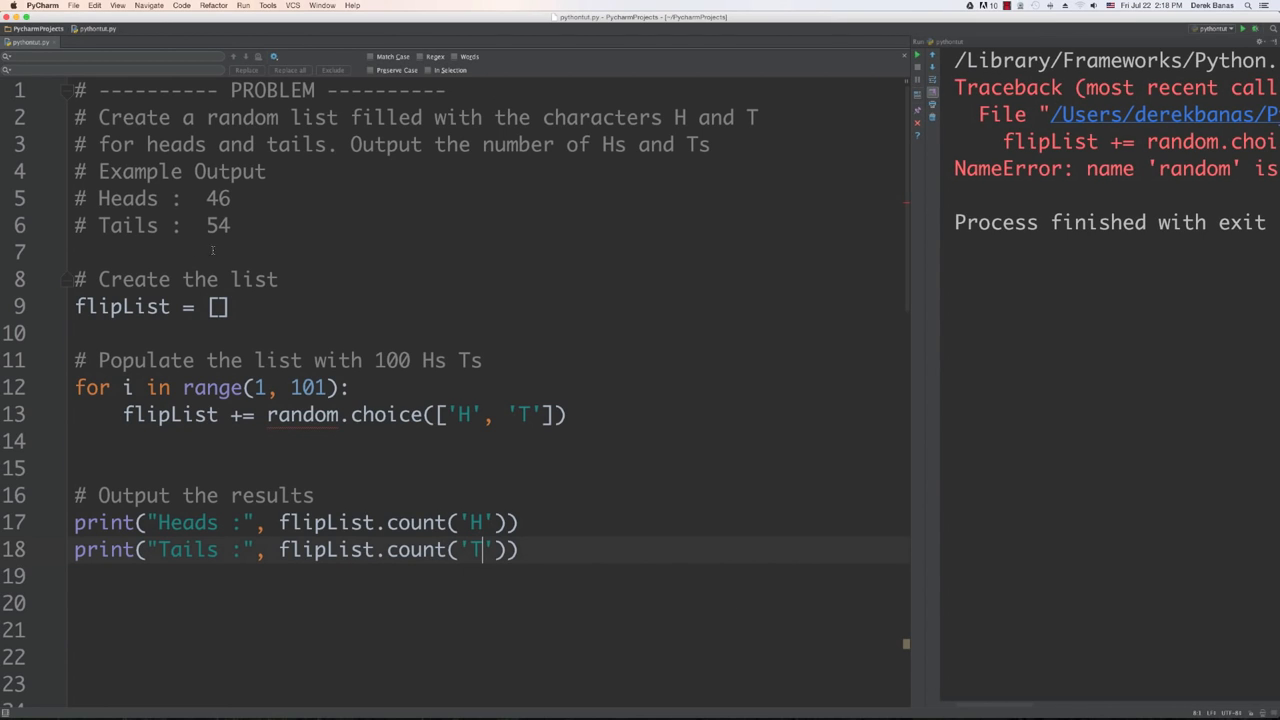 PyCharm File Edit View Navigate Code Refactor Run Tools VCS Window Help 10 Fri Jul 22 2:18 PM Derek Banas
pythontut.py - PycharmProjects - [~/PycharmProjects]
PycharmProjects pythontut.py pythontut
pythontut.py Run pythontut
Match Case Regex Words
Replace Replace all Exclude Preserve Case In Selection
1 # ---------- PROBLEM ----------
2 # Create a random list filled with the characters H and T
3 # for heads and tails. Output the number of Hs and Ts
4 # Example Output
5 # Heads :  46
6 # Tails :  54
7
8 # Create the list
9 flipList = []
10
11 # Populate the list with 100 Hs Ts
12 for i in range(1, 101):
13     flipList += random.choice(['H', 'T'])
14
15
16 # Output the results
17 print("Heads :", flipList.count('H'))
18 print("Tails :", flipList.count('T'))
19
20
21
22
23
/Library/Frameworks/Python.
Traceback (most recent call
  File "/Users/derekbanas/P
    flipList += random.choi
NameError: name 'random' is
Process finished with exit
8:1 LF÷ UTF-8÷